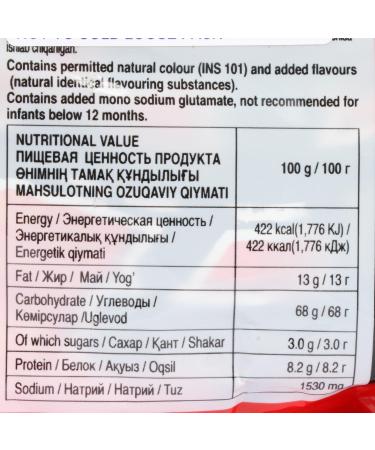 Contains permitted natural colour (INS 101) and added flavours
(natural identical flavouring substances).
Contains added mono sodium glutamate, not recommended for
infants below 12 months.
NUTRITIONAL VALUE
ПИЩЕВАЯ ЦЕННОСТЬ ПРОДУКТА
ӨНІМНІҢ ТАМАҚ ҚҰНДЫЛЫҒЫ
MAHSULOTNING OZUQAVIY QIYMATI
100 g / 100 г
Energy / Энергетическая ценность /
Энергетикалық құндылығы /
Energetik qiymati
422 kcal(1,776 KJ) /
422 ккал(1,776 кДж)
Fat / Жир / Май / Yog'
13 g / 13 г
Carbohydrate / Углеводы /
Көмірсулар /Uglevod
68 g / 68 г
Of which sugars / Сахар / Қант / Shakar
3.0 g / 3.0 г
Protein / Белок / Ақуыз / Oqsil
8.2 g / 8.2 г
Sodium / Натрий / Натрий / Tuz
1530 mg